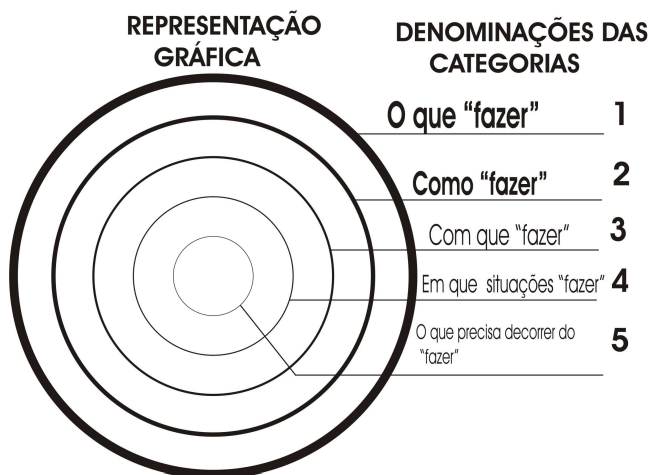 REPRESENTAÇÃO
GRÁFICA
DENOMINAÇÕES DAS
CATEGORIAS
O que “fazer” 1
Como “fazer” 2
Com que “fazer” 3
Em que situações “fazer” 4
O que precisa decorrer do
“fazer” 5